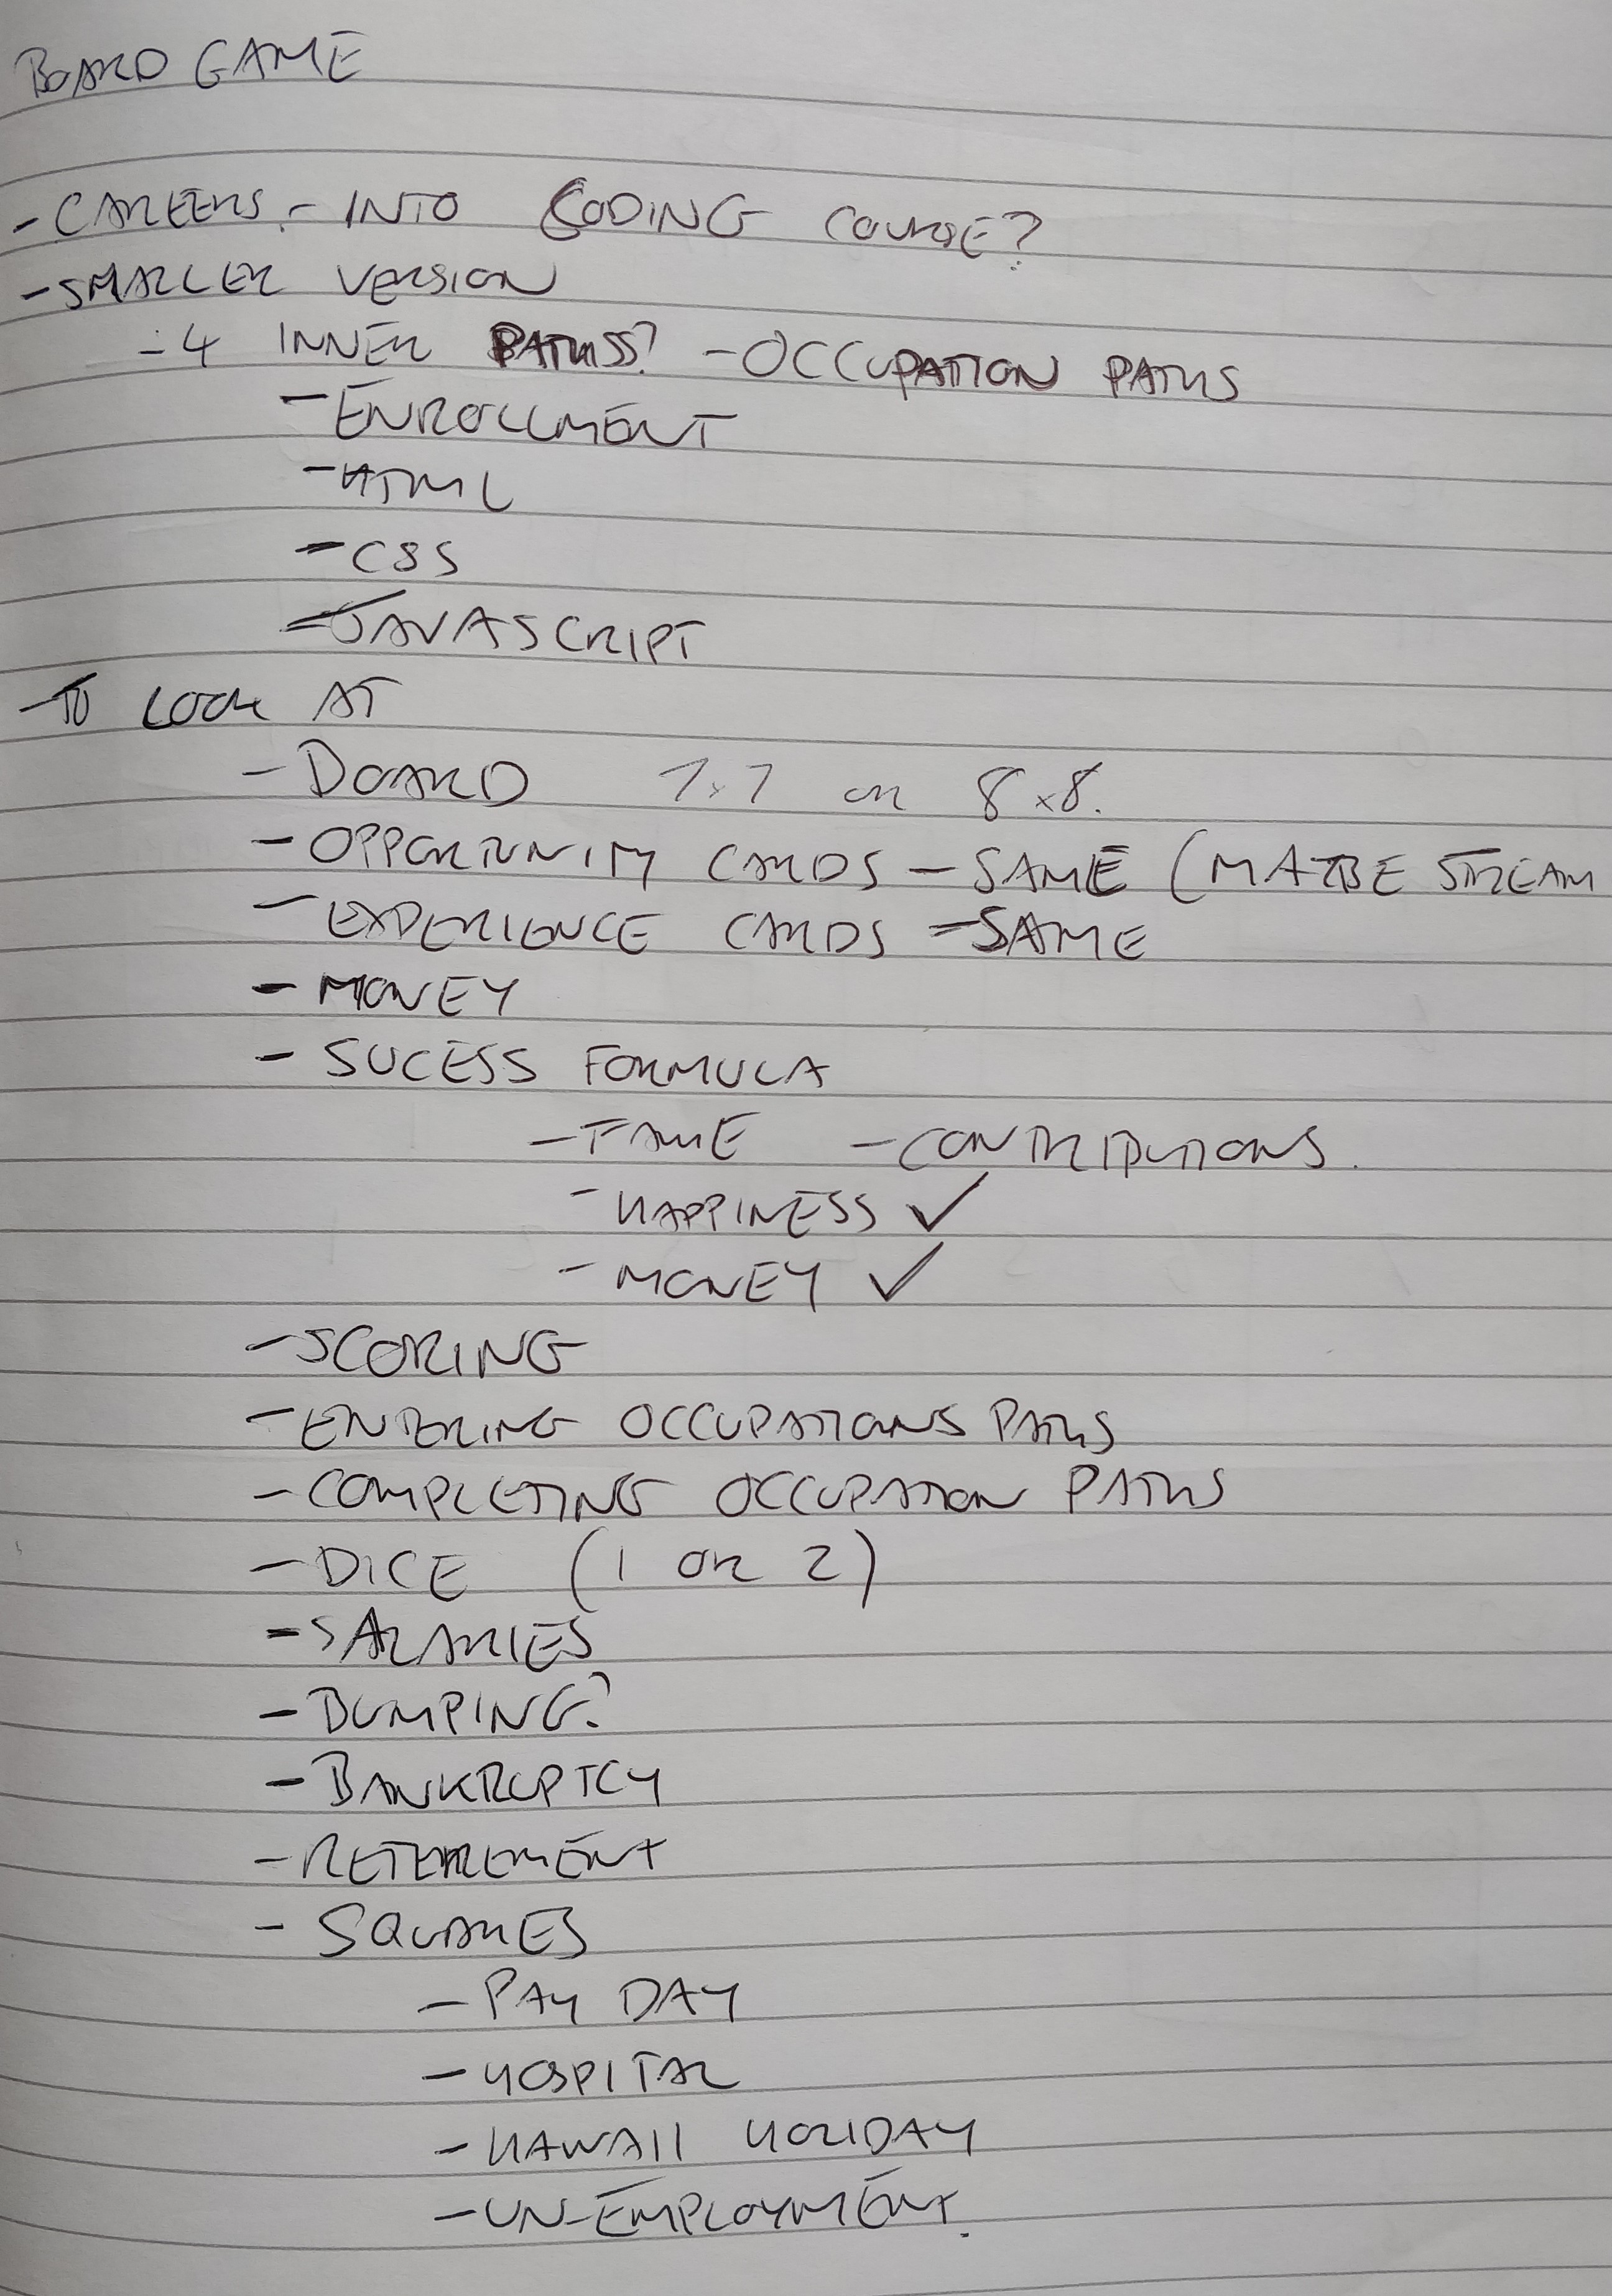 BOARD GAME
- CAREERS. - INTO CODING COURSE?
- SMALLER VERSION
- 4 INNER PATHS? - OCCUPATION PATHS
- ENROLLMENT
- HTML
- CSS
- JAVASCRIPT
- TO LOOK AT
- BOARD 7x7 OR 8x8.
- OPPORTUNITY CARDS - SAME (MAYBE STREAM
- EXPERIENCE CARDS - SAME
- MONEY
- SUCESS FORMULA
- FAME - CONTRIBUTIONS.
- HAPPINESS ✓
- MONEY ✓
- SCORING
- ENTERING OCCUPATIONS PATHS
- COMPLETING OCCUPATION PATHS
- DICE (1 OR 2)
- SALARIES
- BUMPING?
- BANKRUPTCY
- RETEREMENT
- SQUARES
- PAY DAY
- HOSPITAL
- HAWAII HOLIDAY
- UN-EMPLOYMENT.